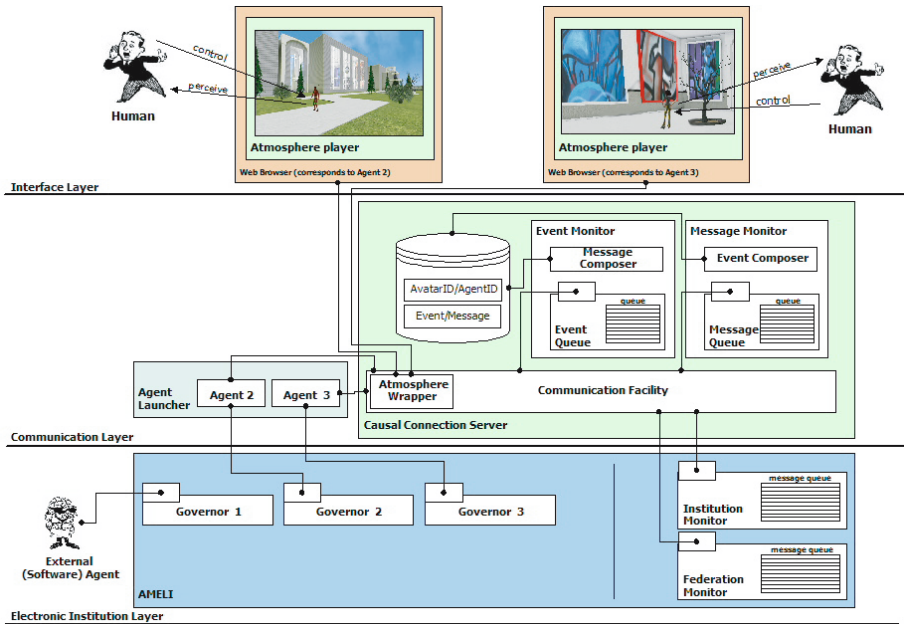 control
perceive
Human
Atmosphere player
Web Browser (corresponds to Agent 2)
Atmosphere player
Web Browser (corresponds to Agent 3)
perceive
control
Human
Interface Layer
AvatarID/AgentID
Event/Message
Event Monitor
Message
Composer
queue
Event
Queue
Message Monitor
Event Composer
queue
Message
Queue
Agent
Launcher
Agent 2
Agent 3
Atmosphere
Wrapper
Communication Facility
Causal Connection Server
Communication Layer
External
(Software) Agent
Governor 1
Governor 2
Governor 3
message queue
Institution
Monitor
message queue
Federation
Monitor
AMELI
Electronic Institution Layer